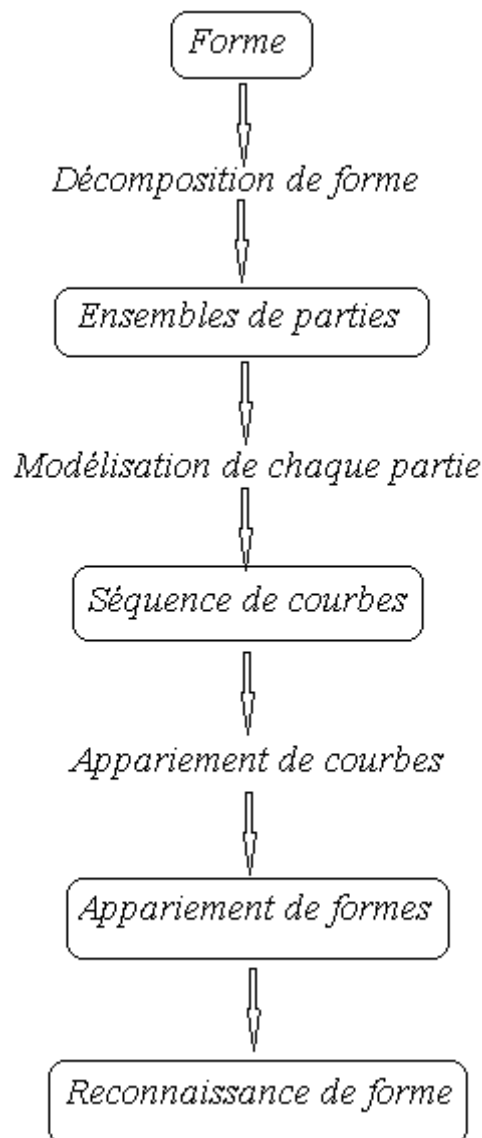 Forme
Décomposition de forme
Ensembles de parties
Modélisation de chaque partie
Séquence de courbes
Appariement de courbes
Appariement de formes
Reconnaissance de forme